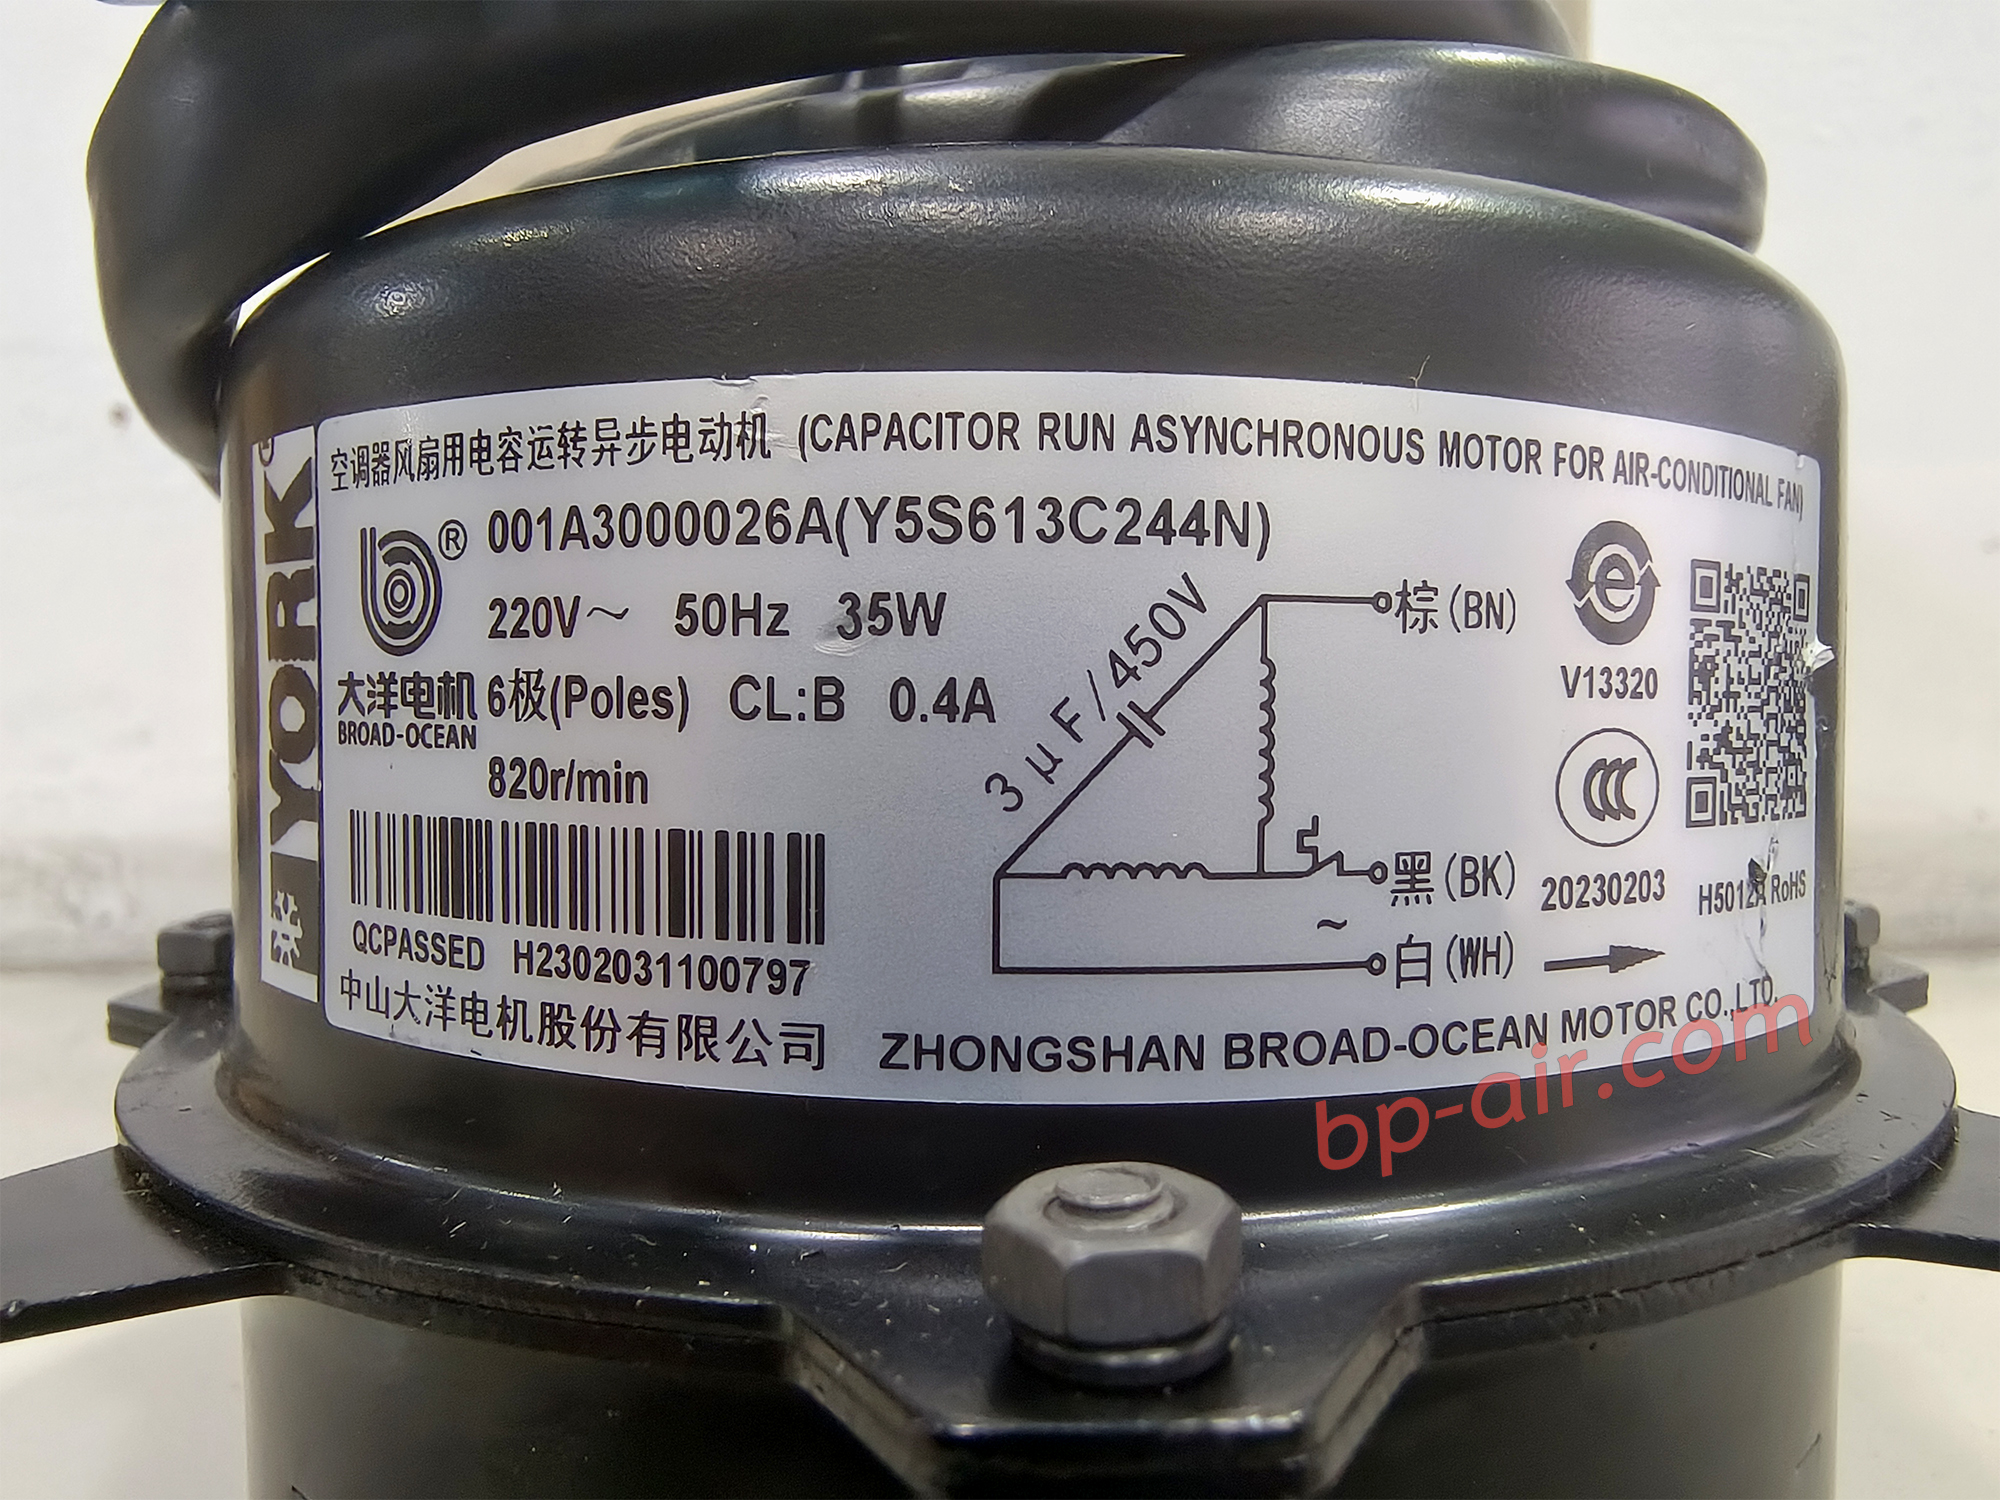 YORK
空调器风扇用电容运转异步电动机 (CAPACITOR RUN ASYNCHRONOUS MOTOR FOR AIR-CONDITIONAL FAN)
® 001A3000026A(Y5S613C244N)
220V～ 50Hz 35W
大洋电机 6极(Poles) CL:B 0.4A
BROAD-OCEAN
820r/min
QCPASSED H2302031100797
3μF/450V
棕(BN)
黑(BK)
~
白(WH)
e
V13320
CCC
20230203
H5012A RoHS
中山大洋电机股份有限公司 ZHONGSHAN BROAD-OCEAN MOTOR CO.,LTD.
bp-air.com